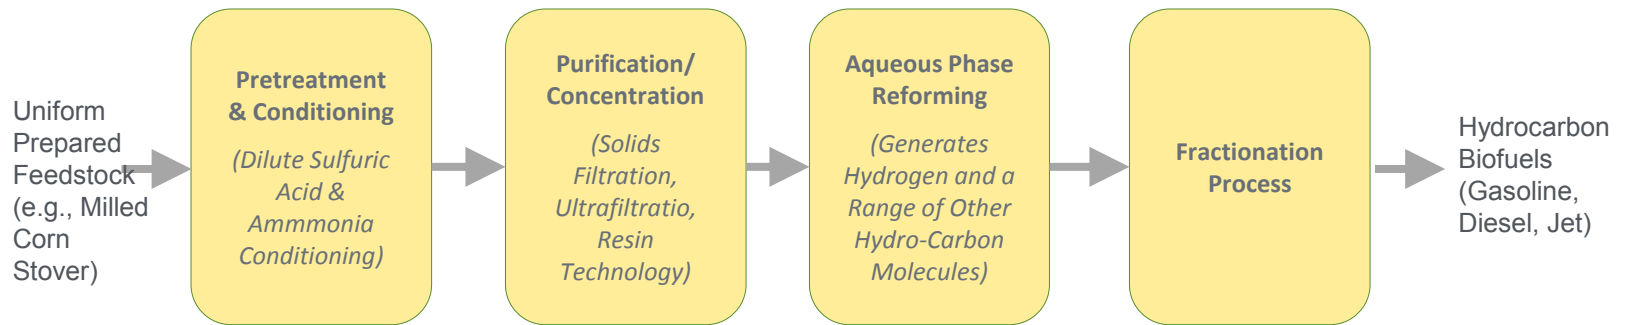 Uniform
Prepared
Feedstock
(e.g., Milled
Corn
Stover)
Pretreatment
& Conditioning
(Dilute Sulfuric
Acid &
Ammmonia
Conditioning)
Purification/
Concentration
(Solids
Filtration,
Ultrafiltratio,
Resin
Technology)
Aqueous Phase
Reforming
(Generates
Hydrogen and a
Range of Other
Hydro-Carbon
Molecules)
Fractionation
Process
Hydrocarbon
Biofuels
(Gasoline,
Diesel, Jet)